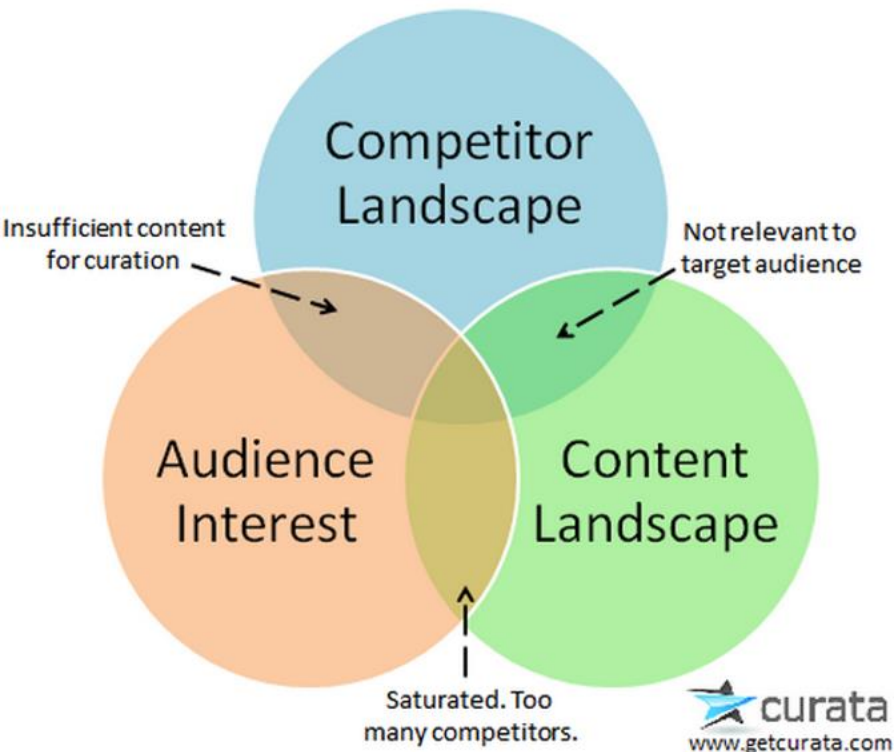 Competitor
Landscape
Insufficient content
for curation
Not relevant to
target audience
Audience
Interest
Content
Landscape
Saturated. Too
many competitors.
curata
www.getcurata.com